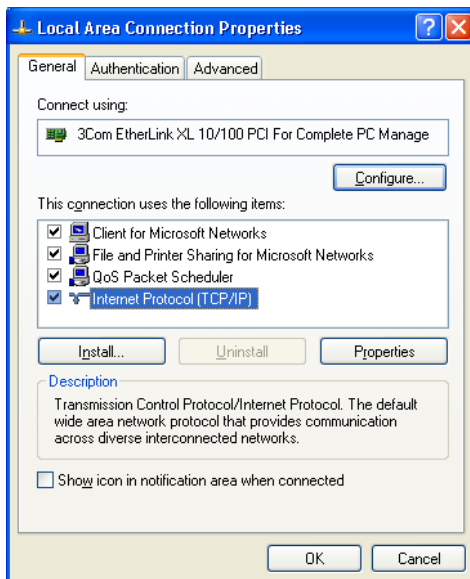 Local Area Connection Properties
General Authentication Advanced
Connect using:
3Com EtherLink XL 10/100 PCI For Complete PC Manage
Configure...
This connection uses the following items:
Client for Microsoft Networks
File and Printer Sharing for Microsoft Networks
QoS Packet Scheduler
Internet Protocol (TCP/IP)
Install... Uninstall Properties
Description
Transmission Control Protocol/Internet Protocol. The default
wide area network protocol that provides communication
across diverse interconnected networks.
Show icon in notification area when connected
OK Cancel